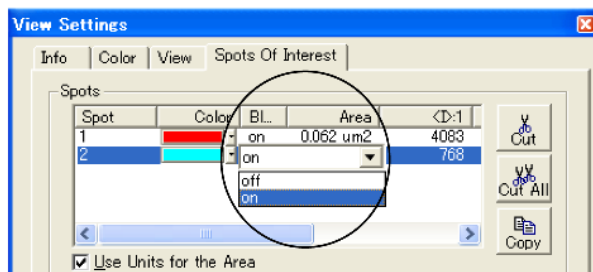 View Settings
Info Color View Spots Of Interest
Spots
Spot Color Bl... Area <D:1
1 on 0.062 um2 4083
2 on 768
off
on
Cut
Cut All
Copy
Use Units for the Area